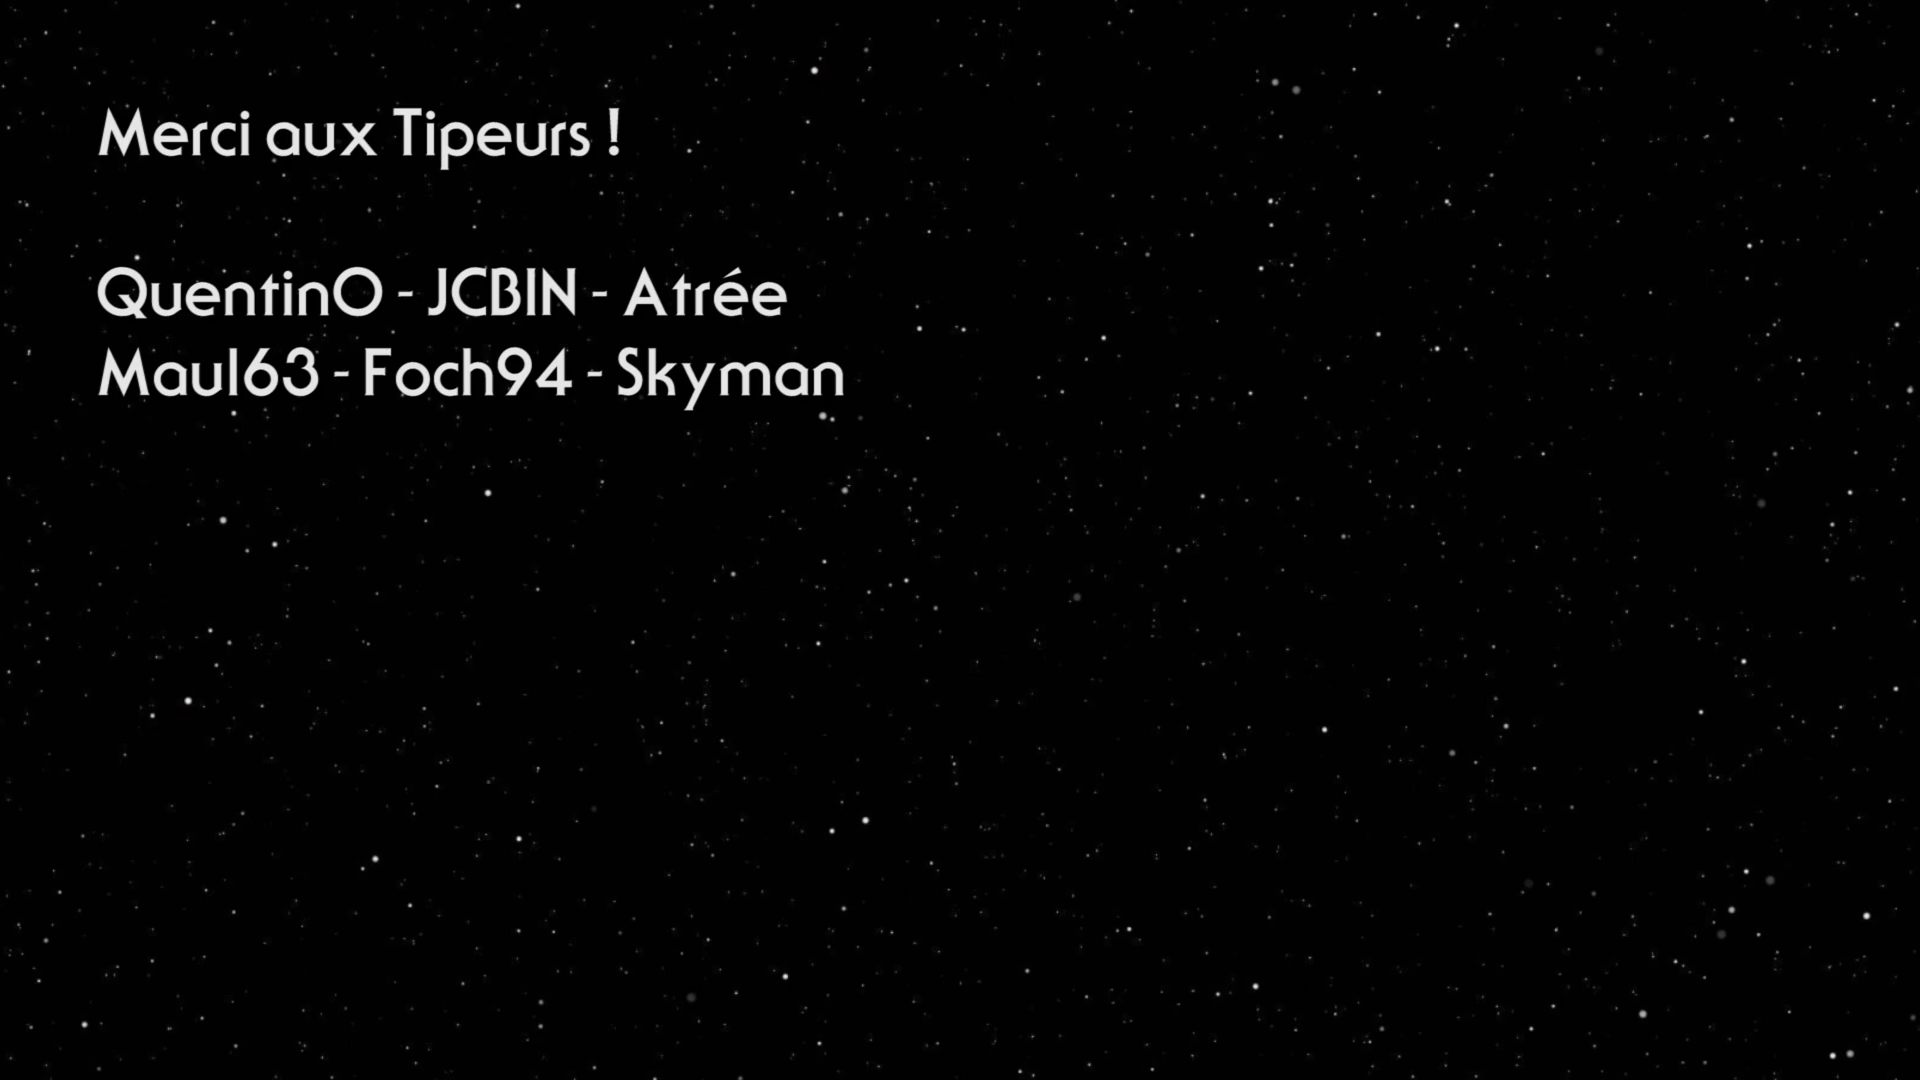 Merci aux Tipeurs !
QuentinO - JCBIN - Atrée
Maul63 - Foch94 - Skyman